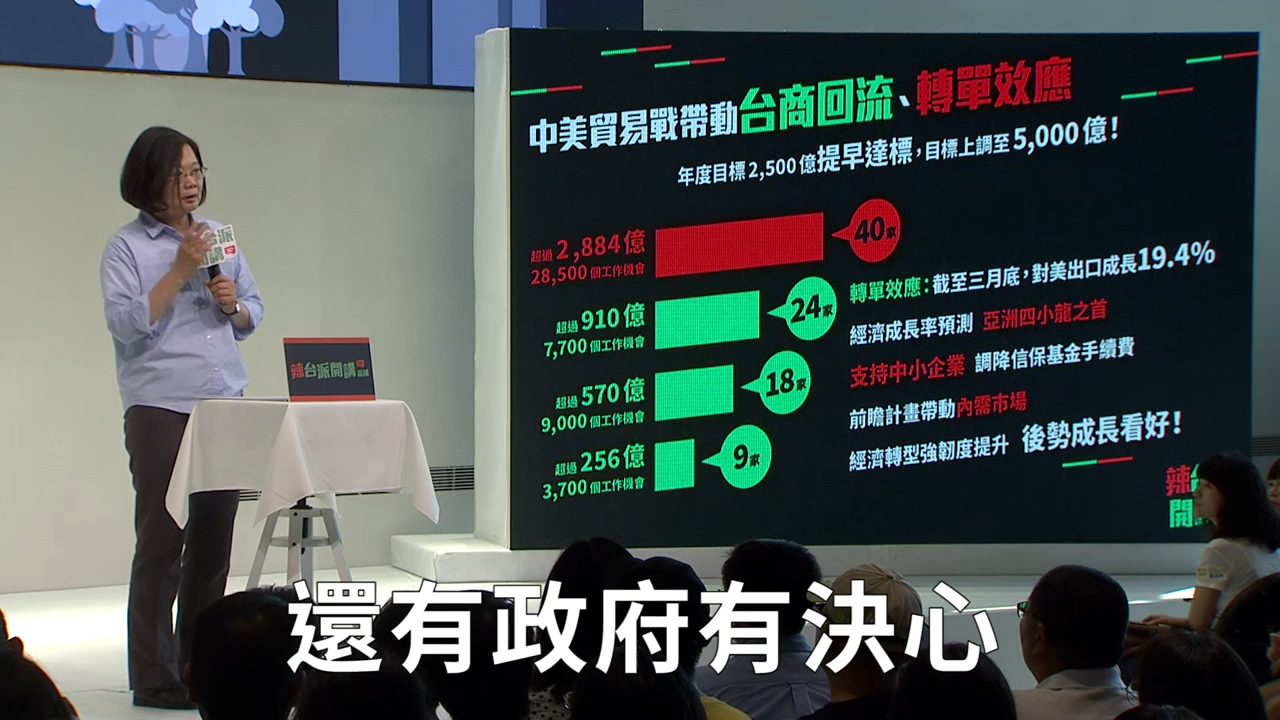 中美貿易戰帶動台商回流、轉單效應
年度目標2,500億提早達標，目標上調至5,000億！
超過2,884億
28,500個工作機會
40家
超過910億
7,700個工作機會
24家
超過570億
9,000個工作機會
18家
超過256億
3,700個工作機會
9家
轉單效應：截至三月底，對美出口成長19.4%
經濟成長率預測 亞洲四小龍之首
支持中小企業 調降信保基金手續費
前瞻計畫帶動內需市場
經濟轉型強韌度提升 後勢成長看好！
辣台派開講
辣
開
台派
開講
還有政府有決心